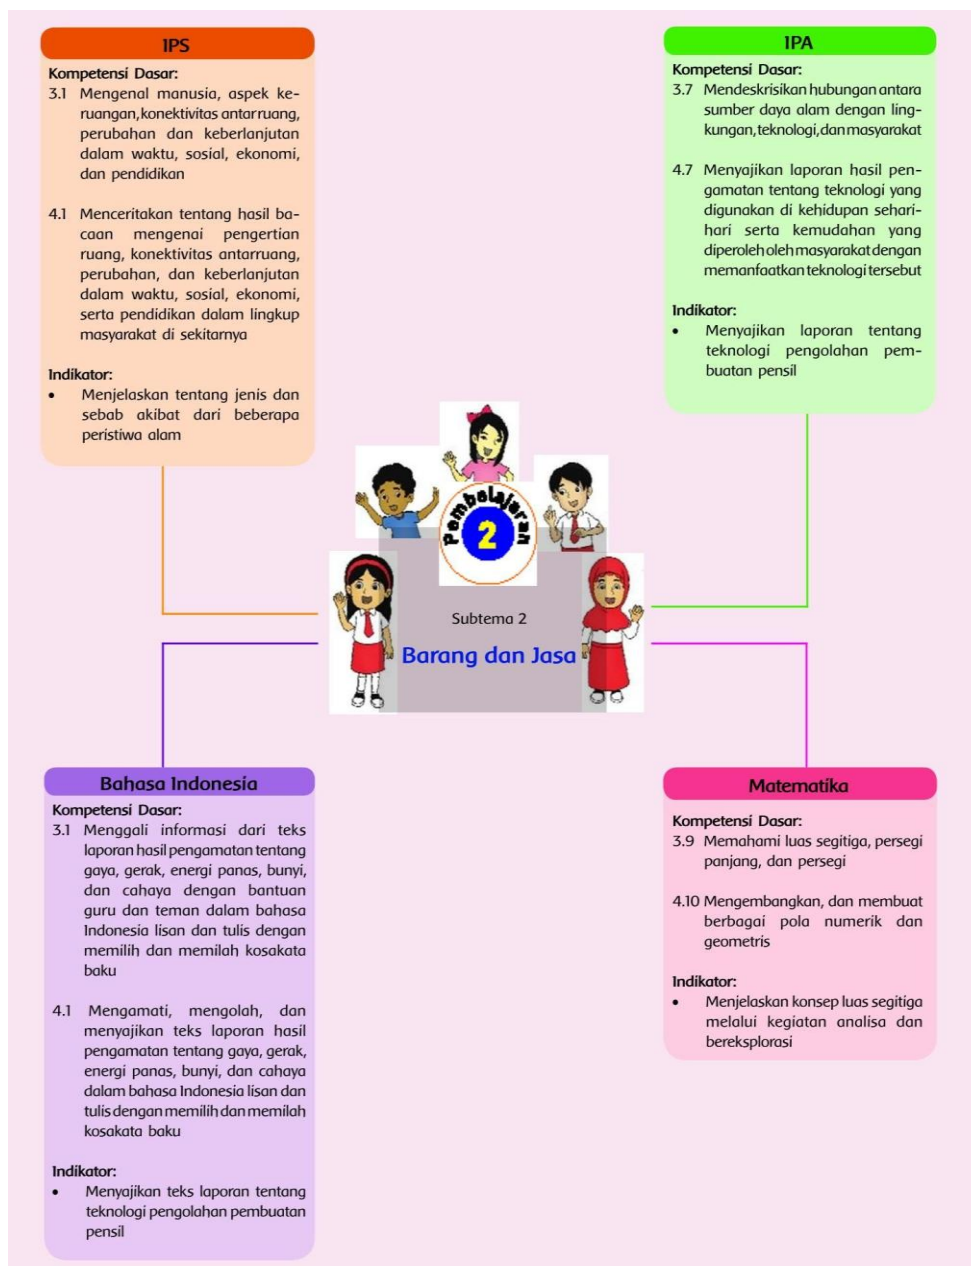 IPS
Kompetensi Dasar:
3.1 Mengenal manusia, aspek ke-
ruangan, konektivitas antar ruang,
perubahan dan keberlanjutan
dalam waktu, sosial, ekonomi,
dan pendidikan
4.1 Menceritakan tentang hasil ba-
caan mengenai pengertian
ruang, konektivitas antarruang,
perubahan, dan keberlanjutan
dalam waktu, sosial, ekonomi,
serta pendidikan dalam lingkup
masyarakat di sekitarnya
Indikator:
• Menjelaskan tentang jenis dan
sebab akibat dari beberapa
peristiwa alam
IPA
Kompetensi Dasar:
3.7 Mendeskrisikan hubungan antara
sumber daya alam dengan ling-
kungan, teknologi, dan masyarakat
4.7 Menyajikan laporan hasil pen-
gamatan tentang teknologi yang
digunakan di kehidupan sehari-
hari serta kemudahan yang
diperoleh oleh masyarakat dengan
memanfaatkan teknologi tersebut
Indikator:
• Menyajikan laporan tentang
teknologi pengolahan pem-
buatan pensil
Pembelajaran
2
Subtema 2
Barang dan Jasa
Bahasa Indonesia
Kompetensi Dasar:
3.1 Menggali informasi dari teks
laporan hasil pengamatan tentang
gaya, gerak, energi panas, bunyi,
dan cahaya dengan bantuan
guru dan teman dalam bahasa
Indonesia lisan dan tulis dengan
memilih dan memilah kosakata
baku
4.1 Mengamati, mengolah, dan
menyajikan teks laporan hasil
pengamatan tentang gaya, gerak,
energi panas, bunyi, dan cahaya
dalam bahasa Indonesia lisan dan
tulis dengan memilih dan memilah
kosakata baku
Indikator:
• Menyajikan teks laporan tentang
teknologi pengolahan pembuatan
pensil
Matematika
Kompetensi Dasar:
3.9 Memahami luas segitiga, persegi
panjang, dan persegi
4.10 Mengembangkan, dan membuat
berbagai pola numerik dan
geometris
Indikator:
• Menjelaskan konsep luas segitiga
melalui kegiatan analisa dan
bereksplorasi